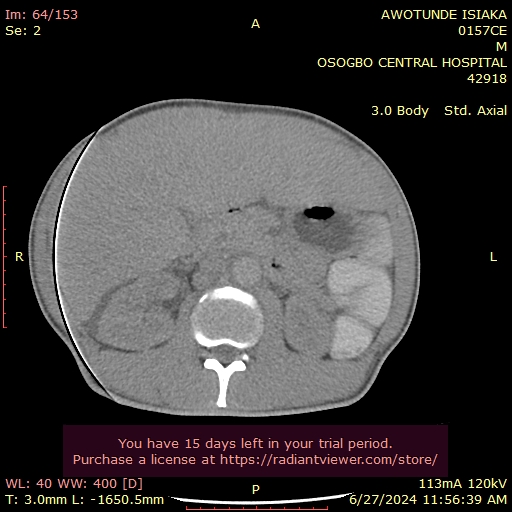 Im: 64/153
Se: 2
A
AWOTUNDE ISIAKA
0157CE
M
OSOGBO CENTRAL HOSPITAL
42918
3.0 Body Std. Axial
R
L
You have 15 days left in your trial period.
Purchase a license at https://radiantviewer.com/store/
WL: 40 WW: 400 [D]
T: 3.0mm L: -1650.5mm
P
113mA 120kV
6/27/2024 11:56:39 AM